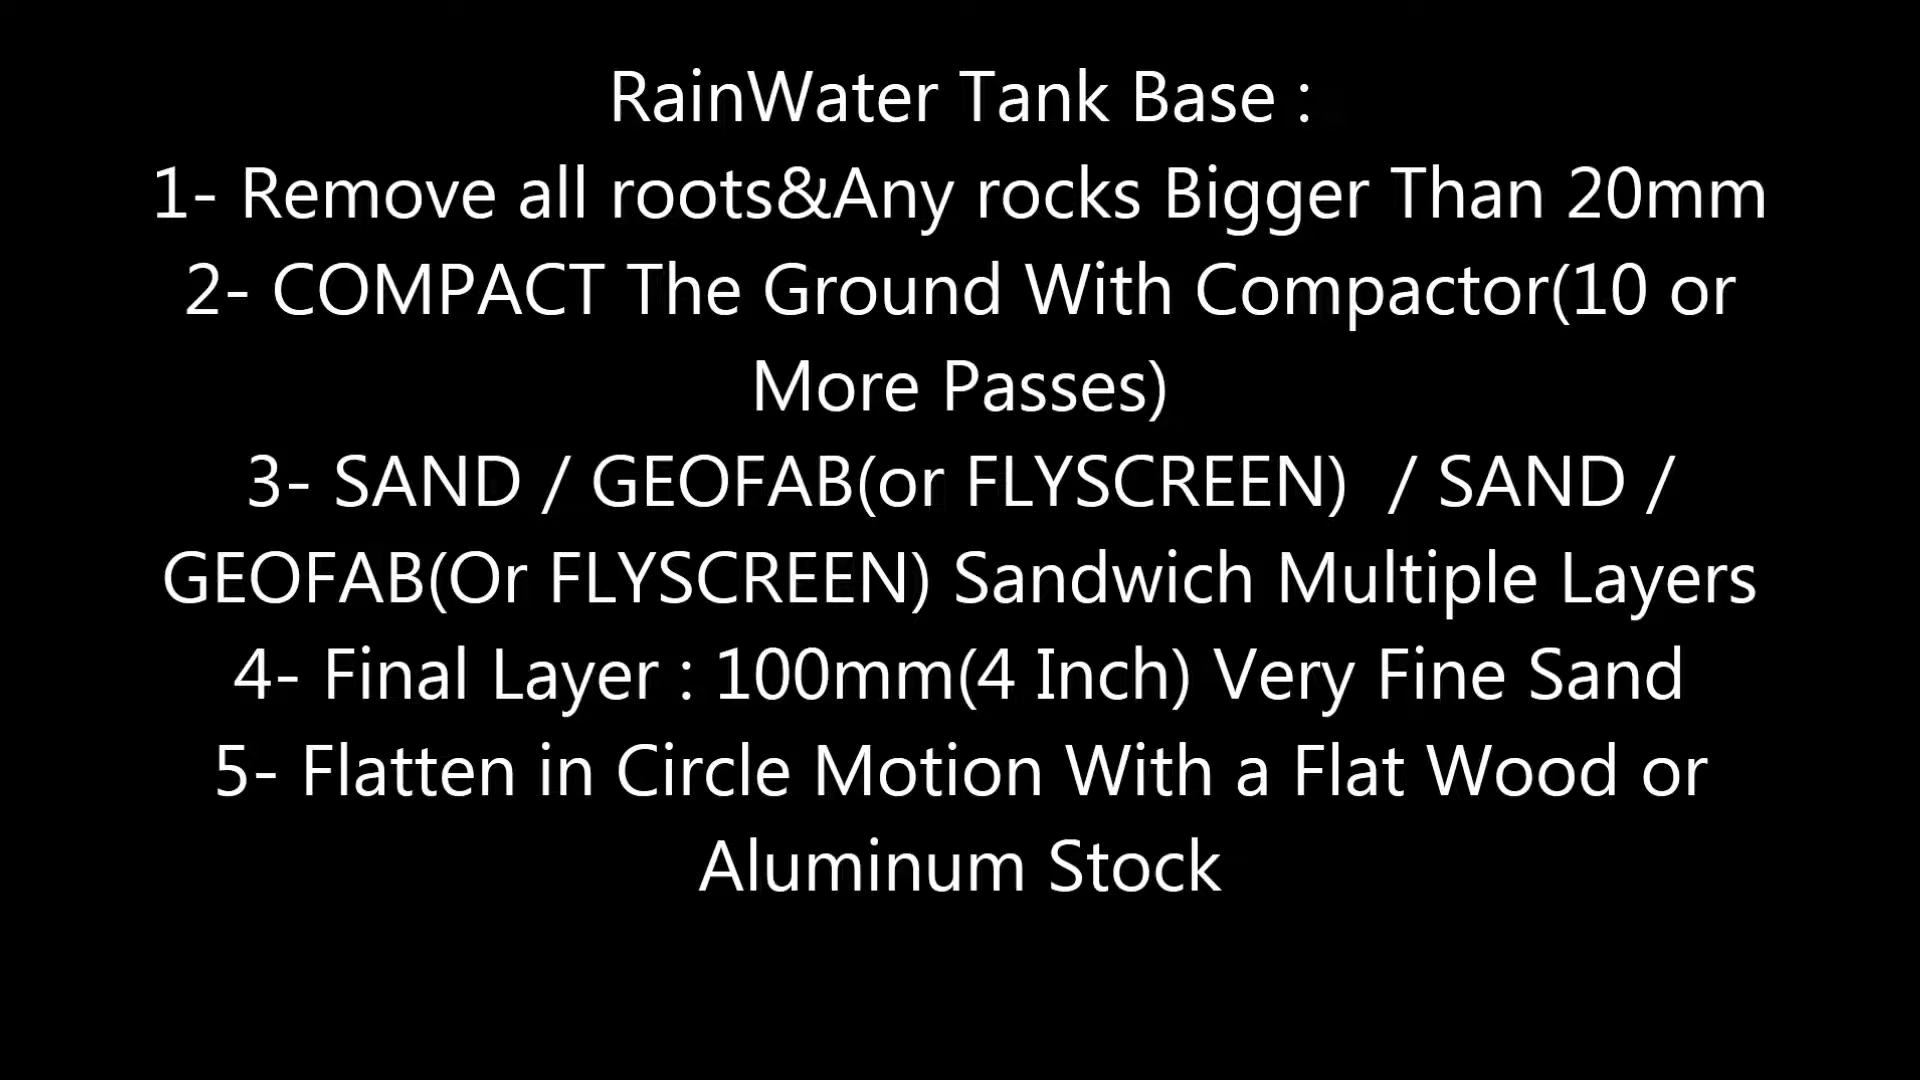 RainWater Tank Base :
1- Remove all roots&Any rocks Bigger Than 20mm
2- COMPACT The Ground With Compactor(10 or
More Passes)
3- SAND / GEOFAB(or FLYSCREEN)  / SAND /
GEOFAB(Or FLYSCREEN) Sandwich Multiple Layers
4- Final Layer : 100mm(4 Inch) Very Fine Sand
5- Flatten in Circle Motion With a Flat Wood or
Aluminum Stock